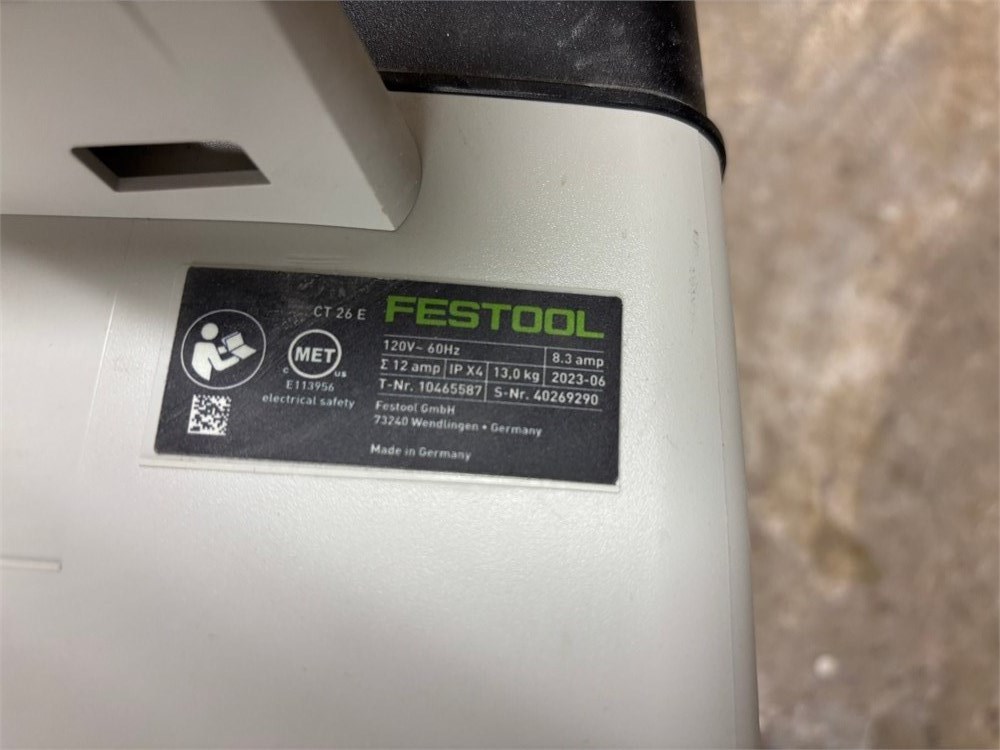 CT 26 E FESTOOL
120V~ 60Hz 8.3 amp
Σ 12 amp IP X4 13,0 kg 2023-06
T-Nr. 10465587 S-Nr. 40269290
c MET us
E113956
electrical safety
Festool GmbH
73240 Wendlingen • Germany
Made in Germany